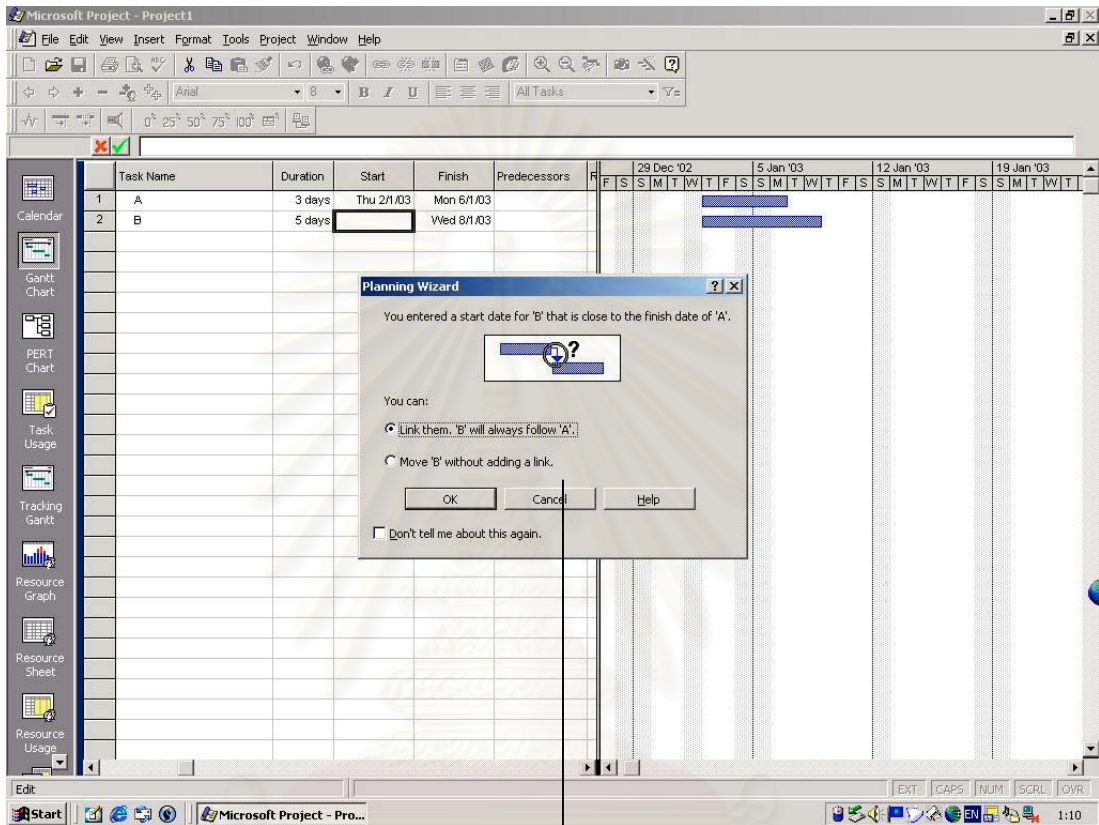 Microsoft Project - Project1
File Edit View Insert Format Tools Project Window Help
Arial 8 B I U All Tasks
0% 25% 50% 75% 100%
Task Name Duration Start Finish Predecessors R
29 Dec '02 5 Jan '03 12 Jan '03 19 Jan '03
F S S M T W T F S S M T W T F S S M T W T F S S M T W T
1 A 3 days Thu 2/1/03 Mon 6/1/03
2 B 5 days Wed 8/1/03
Calendar
Gantt
Chart
PERT
Chart
Task
Usage
Tracking
Gantt
Resource
Graph
Resource
Sheet
Resource
Usage
Planning Wizard
You entered a start date for 'B' that is close to the finish date of 'A'.
?
You can:
Link them. 'B' will always follow 'A'.
Move 'B' without adding a link.
OK Cancel Help
Don't tell me about this again.
Edit EXT CAPS NUM SCRL OVR
Start Microsoft Project - Pro... EN 1:10